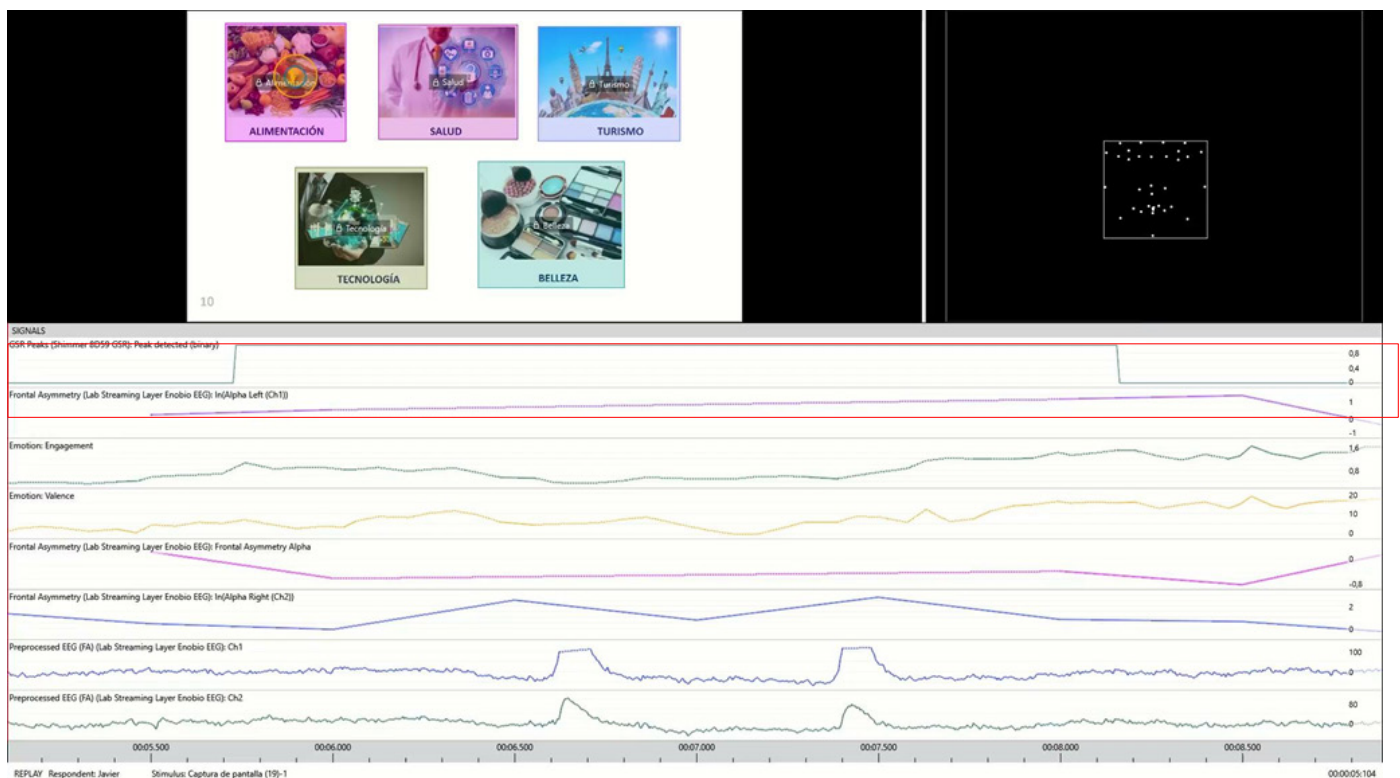 Alimentación
Salud
Turismo
ALIMENTACIÓN
SALUD
TURISMO
Tecnología
Belleza
TECNOLOGÍA
BELLEZA
10
SIGNALS
GSR Peaks (Shimmer 8D59 GSR): Peak detected (binary)
0,8
0,4
0
Frontal Asymmetry (Lab Streaming Layer Enobio EEG): ln(Alpha Left (Ch1))
1
0
-1
Emotion: Engagement
1,6
0,8
Emotion: Valence
20
10
0
Frontal Asymmetry (Lab Streaming Layer Enobio EEG): Frontal Asymmetry Alpha
0
-0,8
Frontal Asymmetry (Lab Streaming Layer Enobio EEG): ln(Alpha Right (Ch2))
2
0
Preprocessed EEG (FA) (Lab Streaming Layer Enobio EEG): Ch1
100
0
Preprocessed EEG (FA) (Lab Streaming Layer Enobio EEG): Ch2
80
0
00:05.500 00:06.000 00:06.500 00:07.000 00:07.500 00:08.000 00:08.500
REPLAY Respondent: Javier Stimulus: Captura de pantalla (19)-1 00:00:05:104